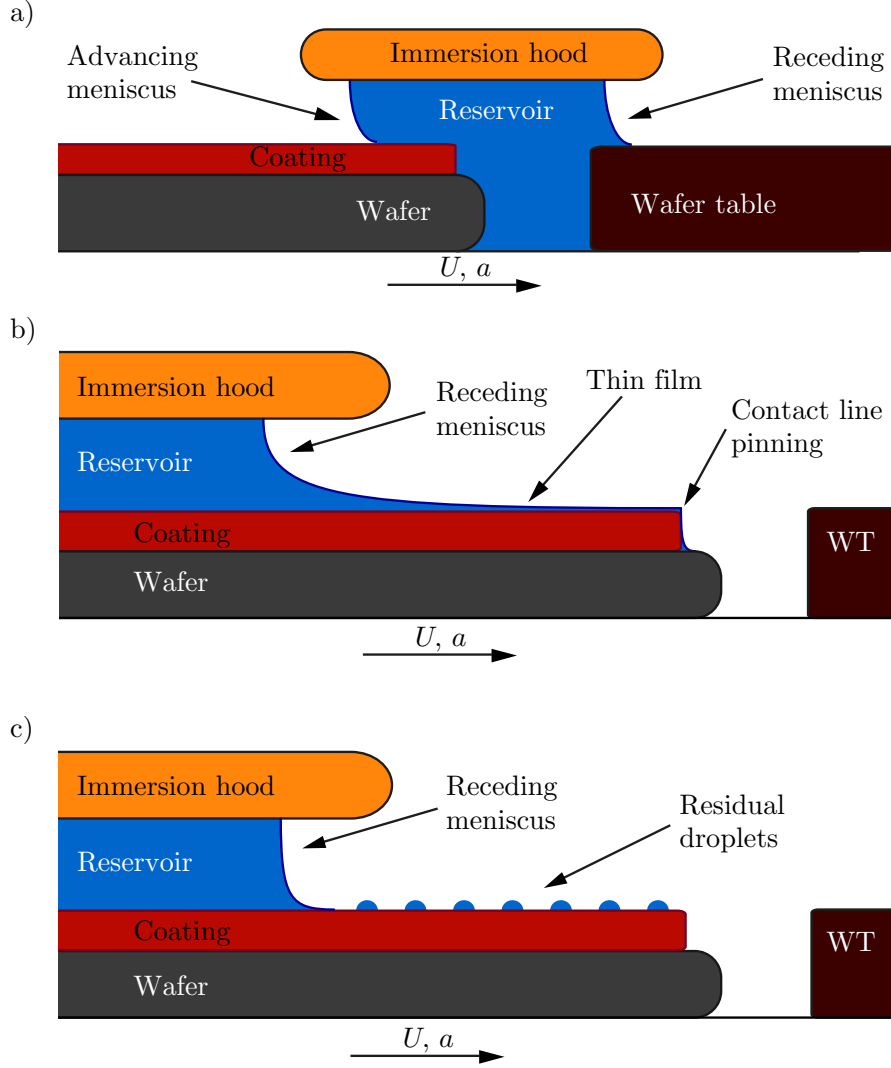 a)
Immersion hood
Advancing
meniscus
Receding
meniscus
Reservoir
Coating
Wafer
Wafer table
U, a
b)
Immersion hood
Receding
meniscus
Thin film
Contact line
pinning
Reservoir
Coating
WT
Wafer
U, a
c)
Immersion hood
Receding
meniscus
Residual
droplets
Reservoir
Coating
WT
Wafer
U, a